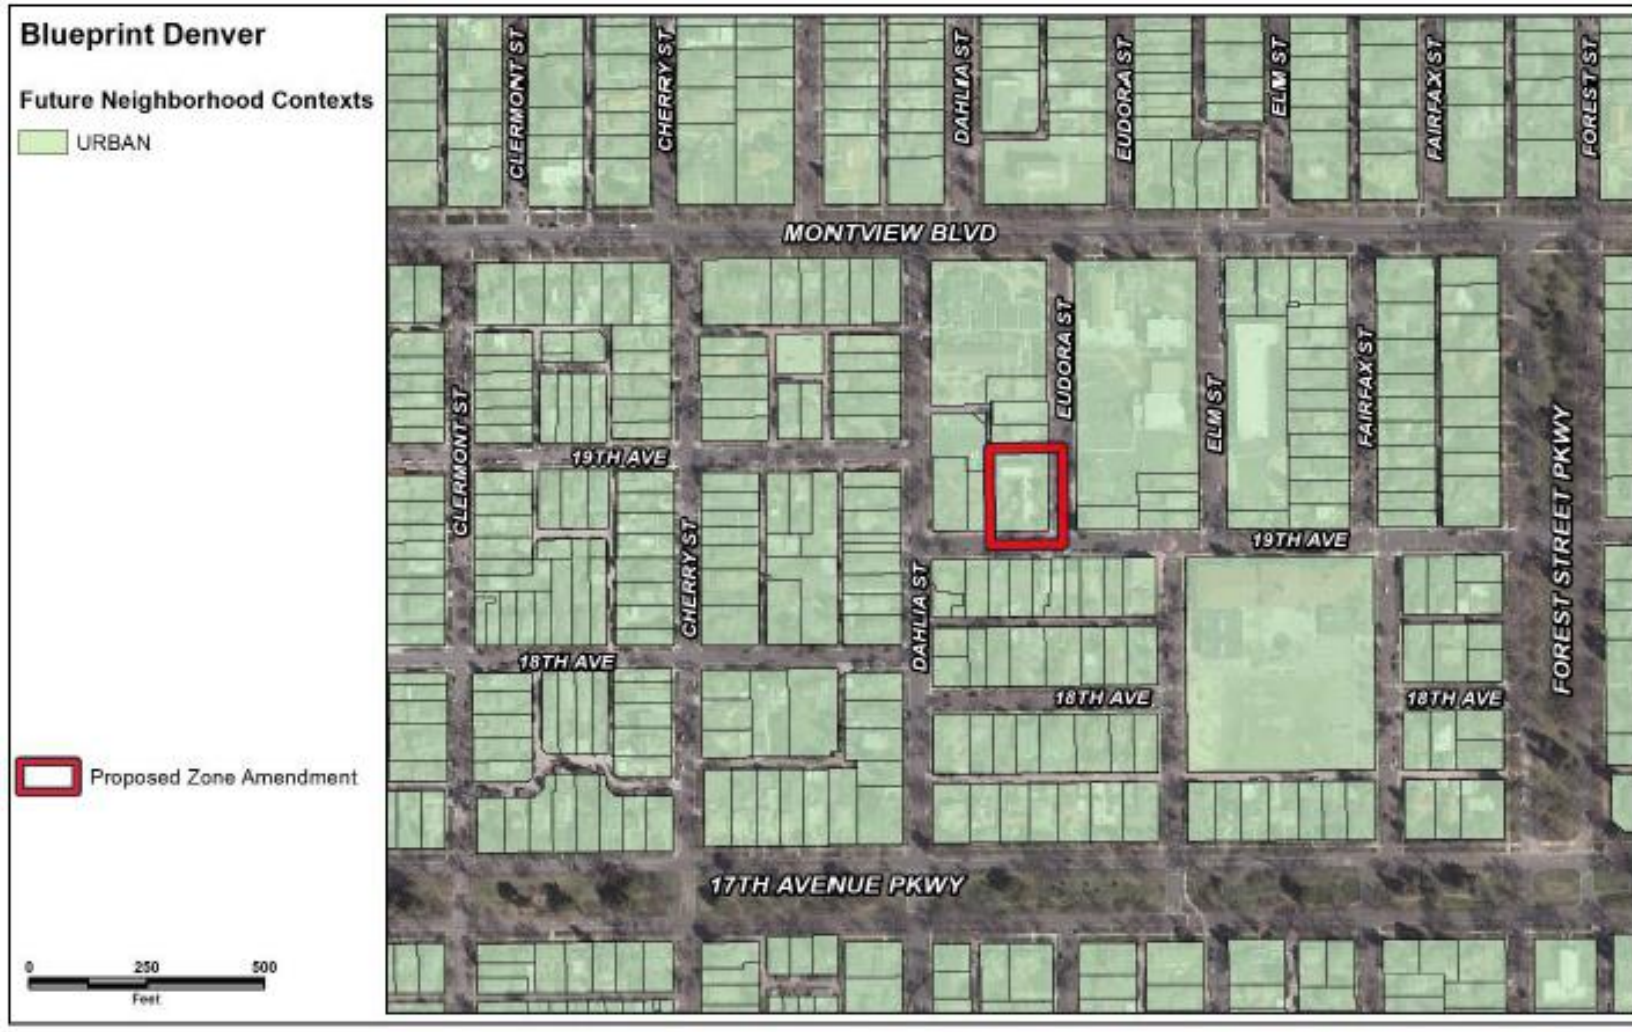 Blueprint Denver
Future Neighborhood Contexts
URBAN
Proposed Zone Amendment
0 250 500
Feet
CLERMONT ST
CHERRY ST
DAHLIA ST
EUDORA ST
ELM ST
FAIRFAX ST
FOREST ST
MONTVIEW BLVD
CLERMONT ST
EUDORA ST
ELM ST
FAIRFAX ST
FOREST STREET PKWY
19TH AVE
19TH AVE
CHERRY ST
DAHLIA ST
18TH AVE
18TH AVE
18TH AVE
17TH AVENUE PKWY